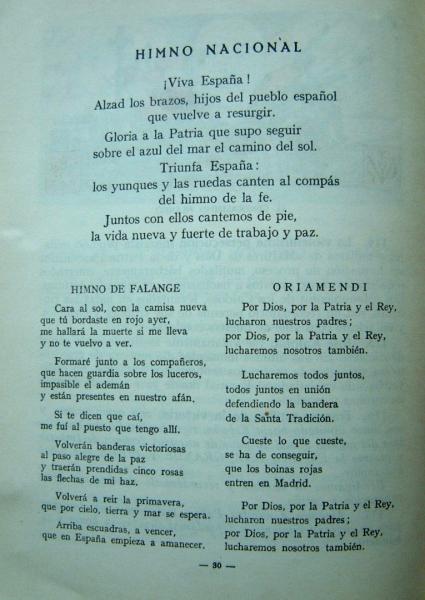 HIMNO NACIONAL
¡Viva España!
Alzad los brazos, hijos del pueblo español
que vuelve a resurgir.
Gloria a la Patria que supo seguir
sobre el azul del mar el camino del sol.
Triunfa España:
los yunques y las ruedas canten al compás
del himno de la fe.
Juntos con ellos cantemos de pie,
la vida nueva y fuerte de trabajo y paz.
HIMNO DE FALANGE
Cara al sol, con la camisa nueva
que tú bordaste en rojo ayer,
me hallará la muerte si me lleva
y no te vuelvo a ver.
Formaré junto a los compañeros,
que hacen guardia sobre los luceros,
impasible el ademán
y están presentes en nuestro afán.
Si te dicen que caí,
me fuí al puesto que tengo allí.
Volverán banderas victoriosas
al paso alegre de la paz
y traerán prendidas cinco rosas
las flechas de mi haz.
Volverá a reir la primavera,
que por cielo, tierra y mar se espera.
Arriba escuadras, a vencer,
que en España empieza a amanecer.
ORIAMENDI
Por Dios, por la Patria y el Rey,
lucharon nuestros padres;
por Dios, por la Patria y el Rey,
lucharemos nosotros también.
Lucharemos todos juntos,
todos juntos en unión
defendiendo la bandera
de la Santa Tradición.
Cueste lo que cueste,
se ha de conseguir,
que los boinas rojas
entren en Madrid.
Por Dios, por la Patria y el Rey,
lucharon nuestros padres;
por Dios, por la Patria y el Rey,
lucharemos nosotros también.
— 30 —